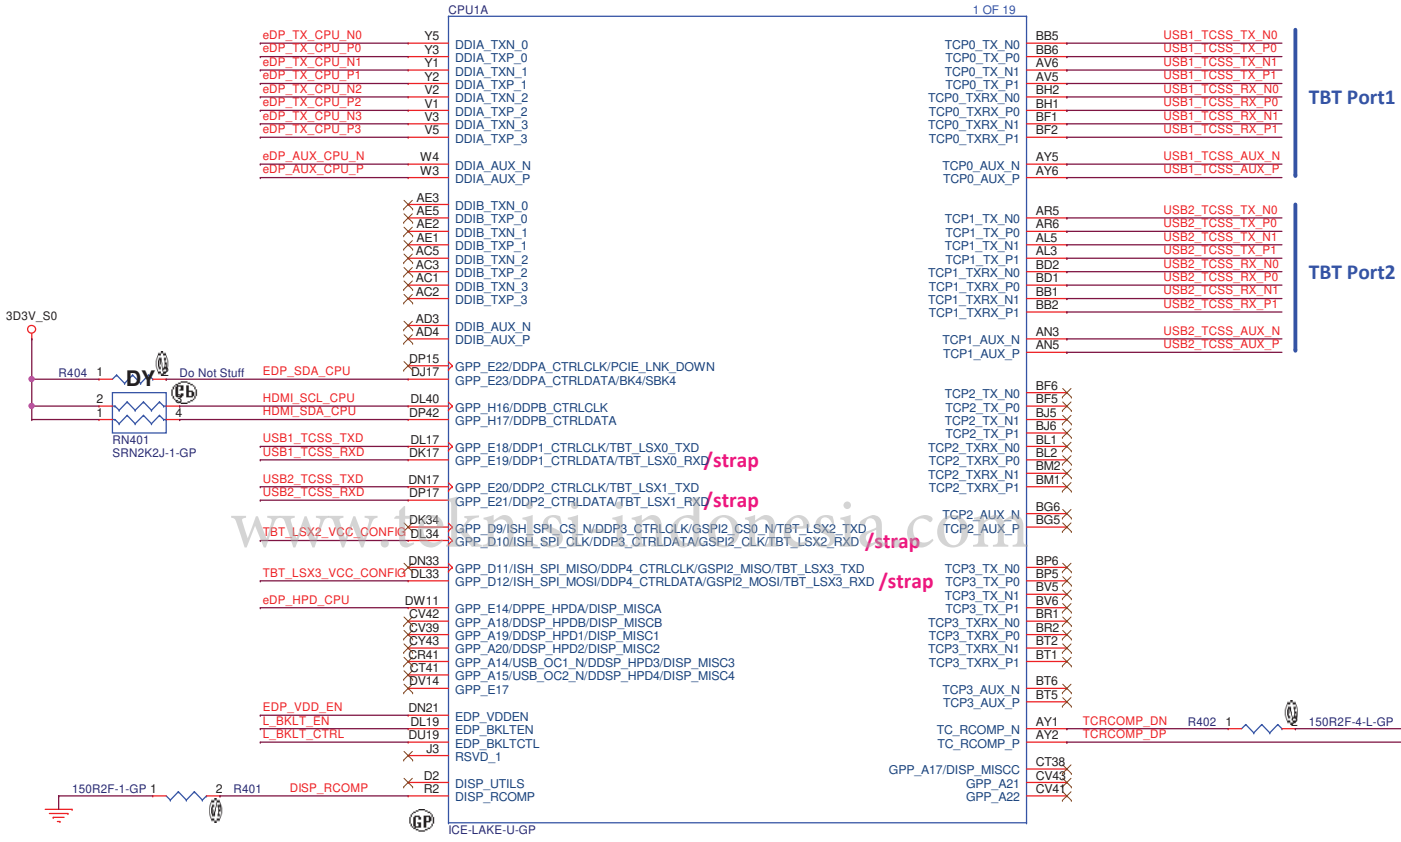 CPU1A 1 OF 19
eDP_TX_CPU_N0 Y5 DDIA_TXN_0 TCP0_TX_N0 BB5 USB1_TCSS_TX_N0
eDP_TX_CPU_P0 Y3 DDIA_TXP_0 TCP0_TX_P0 BB6 USB1_TCSS_TX_P0
eDP_TX_CPU_N1 Y1 DDIA_TXN_1 TCP0_TX_N1 AV6 USB1_TCSS_TX_N1
eDP_TX_CPU_P1 Y2 DDIA_TXP_1 TCP0_TX_P1 AV5 USB1_TCSS_TX_P1
eDP_TX_CPU_N2 V2 DDIA_TXN_2 TCP0_TXRX_N0 BH2 USB1_TCSS_RX_N0
TBT Port1
eDP_TX_CPU_P2 V1 DDIA_TXP_2 TCP0_TXRX_P0 BH1 USB1_TCSS_RX_P0
eDP_TX_CPU_N3 V3 DDIA_TXN_3 TCP0_TXRX_N1 BF1 USB1_TCSS_RX_N1
eDP_TX_CPU_P3 V5 DDIA_TXP_3 TCP0_TXRX_P1 BF2 USB1_TCSS_RX_P1
eDP_AUX_CPU_N W4 DDIA_AUX_N TCP0_AUX_N AY5 USB1_TCSS_AUX_N
eDP_AUX_CPU_P W3 DDIA_AUX_P TCP0_AUX_P AY6 USB1_TCSS_AUX_P
AE3 DDIB_TXN_0 TCP1_TX_N0 AR5 USB2_TCSS_TX_N0
AE5 DDIB_TXP_0 TCP1_TX_P0 AR6 USB2_TCSS_TX_P0
AE2 DDIB_TXN_1 TCP1_TX_N1 AL5 USB2_TCSS_TX_N1
AE1 DDIB_TXP_1 TCP1_TX_P1 AL3 USB2_TCSS_TX_P1
AC5 DDIB_TXN_2 TCP1_TXRX_N0 BD2 USB2_TCSS_RX_N0
TBT Port2
AC3 DDIB_TXP_2 TCP1_TXRX_P0 BD1 USB2_TCSS_RX_P0
AC1 DDIB_TXN_3 TCP1_TXRX_N1 BB1 USB2_TCSS_RX_N1
AC2 DDIB_TXP_3 TCP1_TXRX_P1 BB2 USB2_TCSS_RX_P1
3D3V_S0
AD3 DDIB_AUX_N TCP1_AUX_N AN3 USB2_TCSS_AUX_N
AD4 DDIB_AUX_P TCP1_AUX_P AN5 USB2_TCSS_AUX_P
DP15 GPP_E22/DDPA_CTRLCLK/PCIE_LNK_DOWN
R404 1 DY 2 Do Not Stuff EDP_SDA_CPU DJ17 GPP_E23/DDPA_CTRLDATA/BK4/SBK4
TCP2_TX_N0 BF6
2 HDMI_SCL_CPU DL40 GPP_H16/DDPB_CTRLCLK TCP2_TX_P0 BF5
1 4 HDMI_SDA_CPU DP42 GPP_H17/DDPB_CTRLDATA TCP2_TX_N1 BJ5
TCP2_TX_P1 BJ6
RN401
SRN2K2J-1-GP
USB1_TCSS_TXD DL17 GPP_E18/DDP1_CTRLCLK/TBT_LSX0_TXD TCP2_TXRX_N0 BL1
USB1_TCSS_RXD DK17 GPP_E19/DDP1_CTRLDATA/TBT_LSX0_RXD /strap TCP2_TXRX_P0 BL2
TCP2_TXRX_N1 BM2
USB2_TCSS_TXD DN17 GPP_E20/DDP2_CTRLCLK/TBT_LSX1_TXD TCP2_TXRX_P1 BM1
USB2_TCSS_RXD DP17 GPP_E21/DDP2_CTRLDATA/TBT_LSX1_RXD /strap
TCP2_AUX_N BG6
www.teknisi-indonesia.com
DK34 GPP_D9/ISH_SPI_CS_N/DDP3_CTRLCLK/GSPI2_CS0_N/TBT_LSX2_TXD TCP2_AUX_P BG5
TBT_LSX2_VCC_CONFIG DL34 GPP_D10/ISH_SPI_CLK/DDP3_CTRLDATA/GSPI2_CLK/TBT_LSX2_RXD /strap
DN33 GPP_D11/ISH_SPI_MISO/DDP4_CTRLCLK/GSPI2_MISO/TBT_LSX3_TXD TCP3_TX_N0 BP6
TBT_LSX3_VCC_CONFIG DL33 GPP_D12/ISH_SPI_MOSI/DDP4_CTRLDATA/GSPI2_MOSI/TBT_LSX3_RXD /strap TCP3_TX_P0 BP5
TCP3_TX_N1 BV5
eDP_HPD_CPU DW11 GPP_E14/DPPE_HPDA/DISP_MISCA TCP3_TX_P1 BV6
CV42 GPP_A18/DDSP_HPDB/DISP_MISCB TCP3_TXRX_N0 BR1
CV39 GPP_A19/DDSP_HPD1/DISP_MISC1 TCP3_TXRX_P0 BR2
CY43 GPP_A20/DDSP_HPD2/DISP_MISC2 TCP3_TXRX_N1 BT2
CR41 GPP_A14/USB_OC1_N/DDSP_HPD3/DISP_MISC3 TCP3_TXRX_P1 BT1
CT41 GPP_A15/USB_OC2_N/DDSP_HPD4/DISP_MISC4
DV14 GPP_E17 TCP3_AUX_N BT6
TCP3_AUX_P BT5
EDP_VDD_EN DN21 EDP_VDDEN
L_BKLT_EN DL19 EDP_BKLTEN TC_RCOMP_N AY1 TCRCOMP_DN R402 1 2 150R2F-4-L-GP
L_BKLT_CTRL DU19 EDP_BKLTCTL TC_RCOMP_P AY2 TCRCOMP_DP
J3 RSVD_1
GPP_A17/DISP_MISCC CT38
D2 DISP_UTILS GPP_A21 CV43
150R2F-1-GP 1 2 R401 DISP_RCOMP R2 DISP_RCOMP GPP_A22 CV41
GP
ICE-LAKE-U-GP